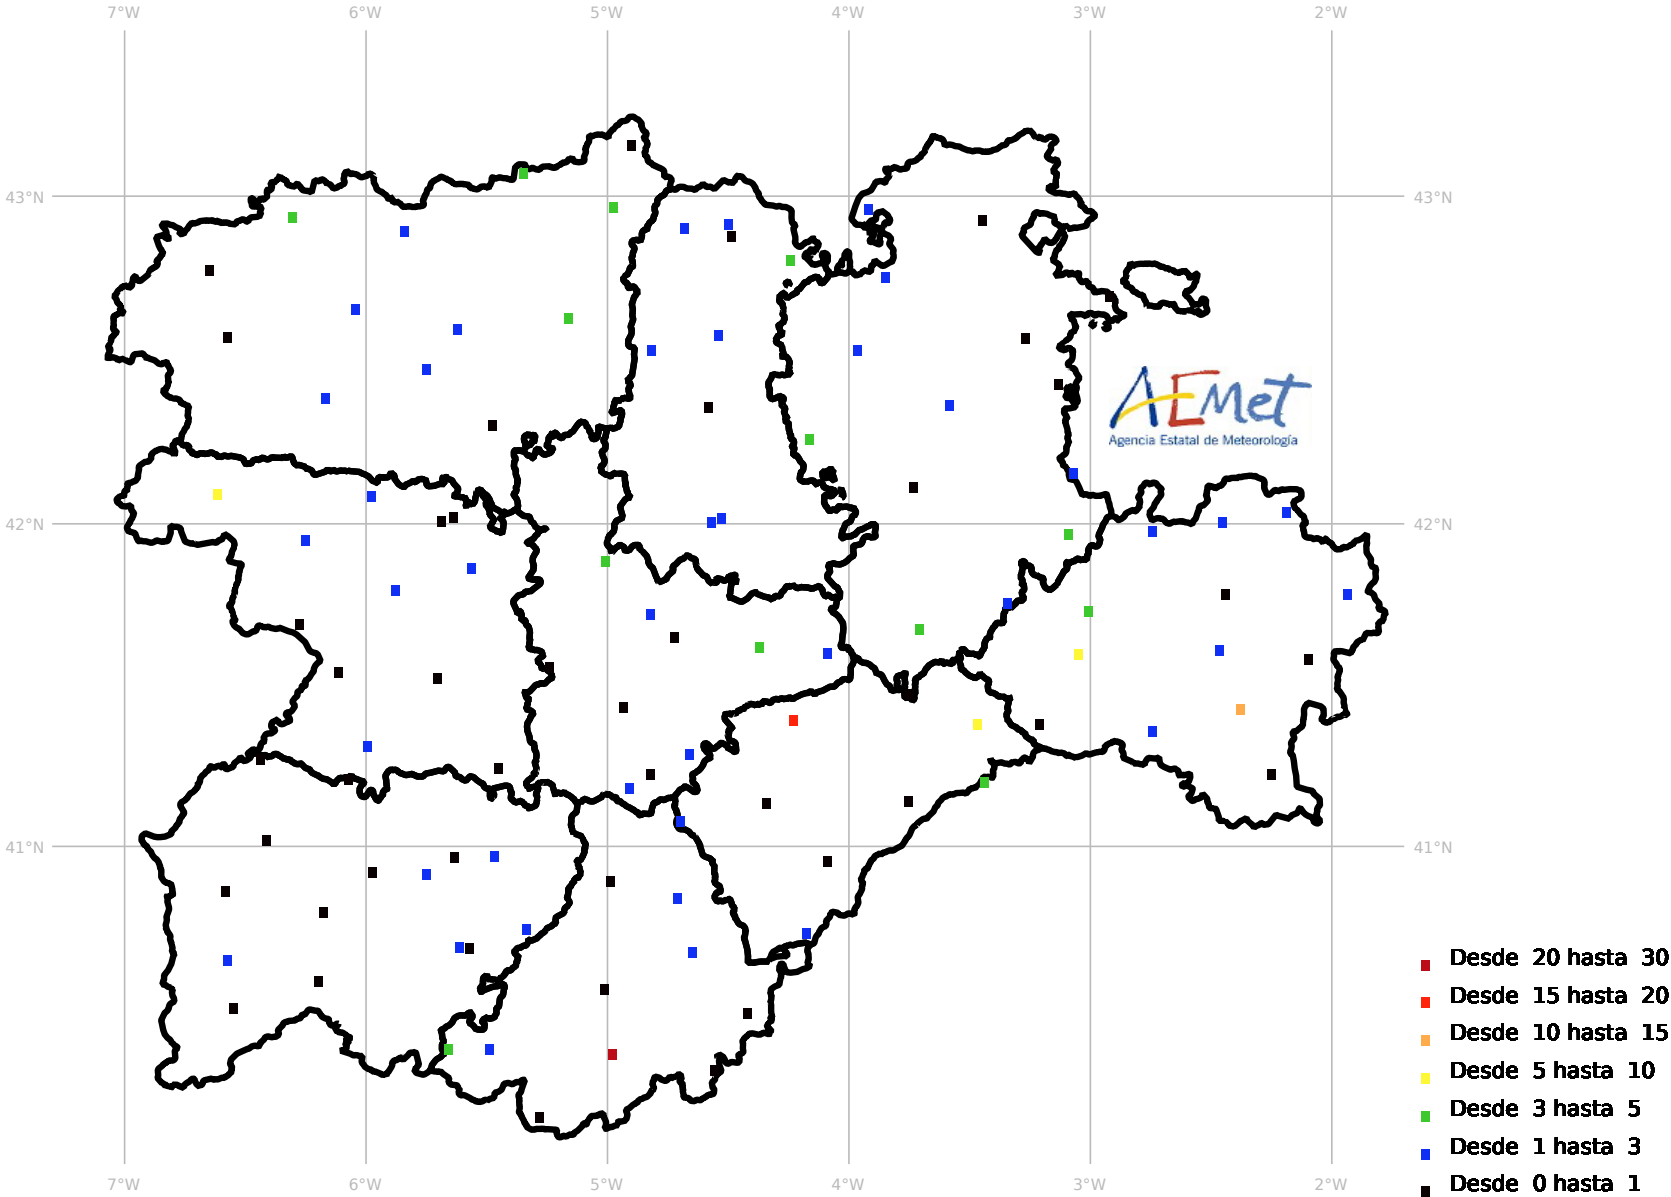 7°W 6°W 5°W 4°W 3°W 2°W
43°N 43°N
AEMet
Agencia Estatal de Meteorología
42°N 42°N
41°N 41°N
Desde 20 hasta 30
Desde 15 hasta 20
Desde 10 hasta 15
Desde 5 hasta 10
Desde 3 hasta 5
Desde 1 hasta 3
Desde 0 hasta 1
7°W 6°W 5°W 4°W 3°W 2°W